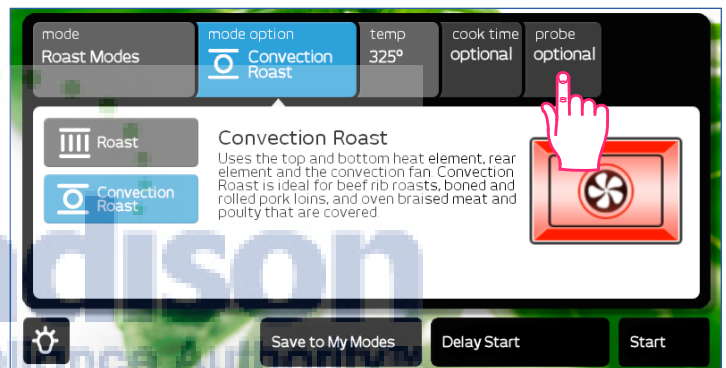 mode
Roast Modes
mode option
Convection
Roast
temp
325°
cook time
optional
probe
optional
Roast
Convection
Roast
Convection Roast
Uses the top and bottom heat element, rear
element and the convection fan. Convection
Roast is ideal for beef rib roasts, boned and
rolled pork loins, and oven braised meat and
poulty that are covered.
Save to My Modes
Delay Start
Start